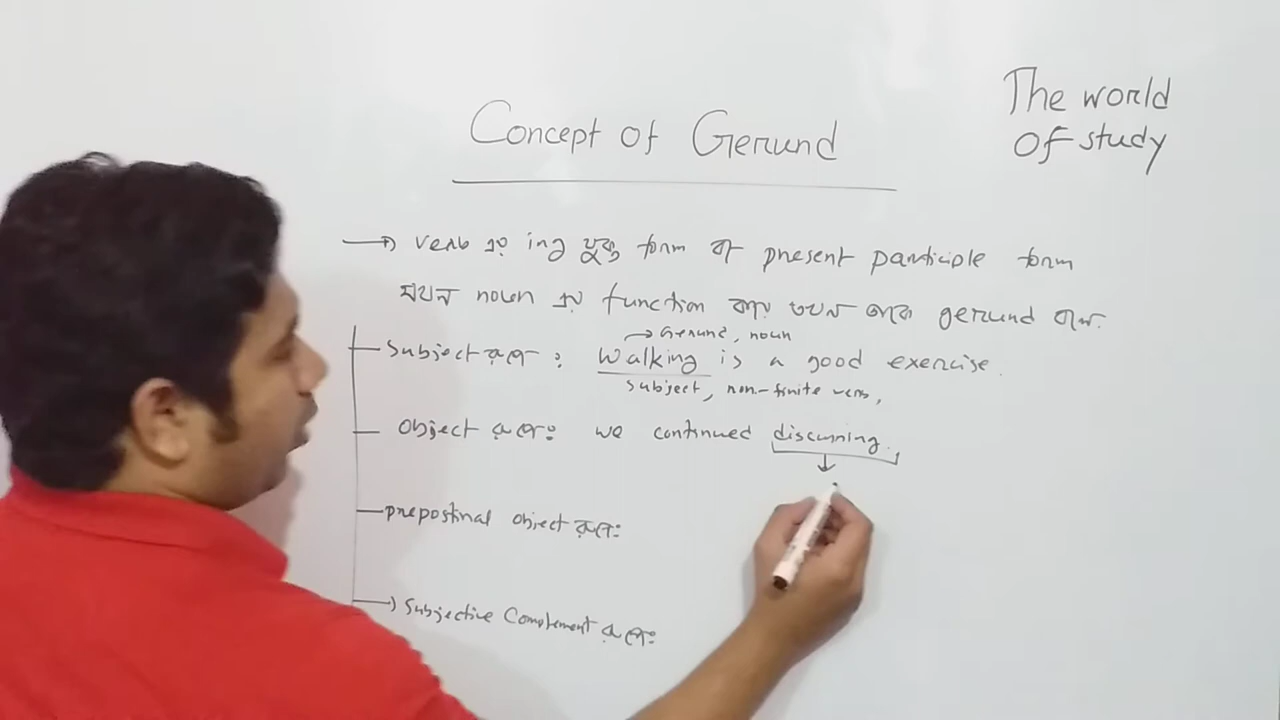 The world
of study
Concept of Gerund
→ verb এর ing যুক্ত form বা present participle form
যখন noun এর function করে তখন তাকে gerund বলে.
→ Gerund, noun
Subject রূপে : Walking is a good exercise.
subject, non-finite verb,
Object রূপেঃ we continued
prepostinal object রূপেঃ
→ Subjective Complement রূপেঃ